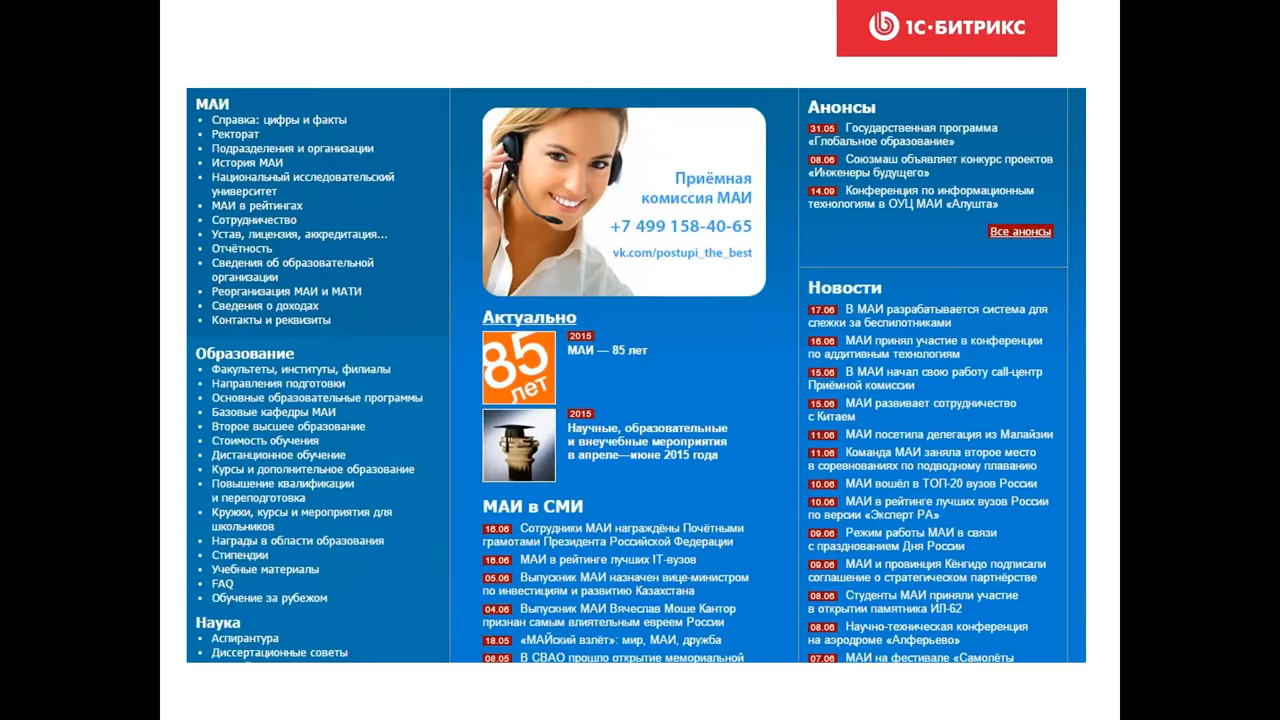 1С·БИТРИКС
МАИ
Справка: цифры и факты
Ректорат
Подразделения и организации
История МАИ
Национальный исследовательский
университет
МАИ в рейтингах
Сотрудничество
Устав, лицензия, аккредитация...
Отчётность
Сведения об образовательной
организации
Реорганизация МАИ и МАТИ
Сведения о доходах
Контакты и реквизиты
Образование
Факультеты, институты, филиалы
Направления подготовки
Основные образовательные программы
Базовые кафедры МАИ
Второе высшее образование
Стоимость обучения
Дистанционное обучение
Курсы и дополнительное образование
Повышение квалификации
и переподготовка
Кружки, курсы и мероприятия для
школьников
Награды в области образования
Стипендии
Учебные материалы
FAQ
Обучение за рубежом
Наука
Аспирантура
Диссертационные советы
Приёмная
комиссия МАИ
+7 499 158-40-65
vk.com/postupi_the_best
Актуально
85
лет
2015
МАИ — 85 лет
2015
Научные, образовательные
и внеучебные мероприятия
в апреле—июне 2015 года
МАИ в СМИ
16.06 Сотрудники МАИ награждёны Почётными
грамотами Президента Российской Федерации
16.06 МАИ в рейтинге лучших IT-вузов
05.06 Выпускник МАИ назначен вице-министром
по инвестициям и развитию Казахстана
04.06 Выпускник МАИ Вячеслав Моше Кантор
признан самым влиятельным евреем России
18.05 «МАЙский взлёт»: мир, МАИ, дружба
08.05 В СВАО прошло открытие мемориальной
Анонсы
31.05 Государственная программа
«Глобальное образование»
08.06 Союзмаш объявляет конкурс проектов
«Инженеры будущего»
14.09 Конференция по информационным
технологиям в ОУЦ МАИ «Алушта»
Все анонсы
Новости
17.06 В МАИ разрабатывается система для
слежки за беспилотниками
16.06 МАИ принял участие в конференции
по аддитивным технологиям
15.06 В МАИ начал свою работу call-центр
Приёмной комиссии
15.06 МАИ развивает сотрудничество
с Китаем
11.06 МАИ посетила делегация из Малайзии
11.06 Команда МАИ заняла второе место
в соревнованиях по подводному плаванию
10.06 МАИ вошёл в ТОП-20 вузов России
10.06 МАИ в рейтинге лучших вузов России
по версии «Эксперт РА»
09.06 Режим работы МАИ в связи
с празднованием Дня России
09.06 МАИ и провинция Кёнгидо подписали
соглашение о стратегическом партнёрстве
08.06 Студенты МАИ приняли участие
в открытии памятника ИЛ-62
08.06 Научно-техническая конференция
на аэродроме «Алферьево»
07.06 МАИ на фестивале «Самолёты